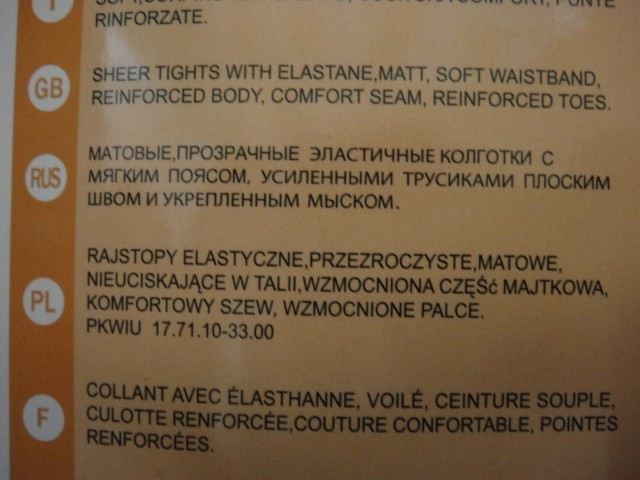 I
RINFORZATE.
GB
SHEER TIGHTS WITH ELASTANE,MATT, SOFT WAISTBAND,
REINFORCED BODY, COMFORT SEAM, REINFORCED TOES.
RUS
МАТОВЫЕ,ПРОЗРАЧНЫЕ ЭЛАСТИЧНЫЕ КОЛГОТКИ С
МЯГКИМ ПОЯСОМ, УСИЛЕННЫМИ ТРУСИКАМИ ПЛОСКИМ
ШВОМ И УКРЕПЛЕННЫМ МЫСКОМ.
PL
RAJSTOPY ELASTYCZNE,PRZEZROCZYSTE,MATOWE,
NIEUCISKAJĄCE W TALII,WZMOCNIONA CZĘŚć MAJTKOWA,
KOMFORTOWY SZEW, WZMOCNIONE PALCE.
PKWIU 17.71.10-33.00
F
COLLANT AVEC ÉLASTHANNE, VOILÉ, CEINTURE SOUPLE,
CULOTTE RENFORCÉE,COUTURE CONFORTABLE, POINTES
RENFORCÉES.